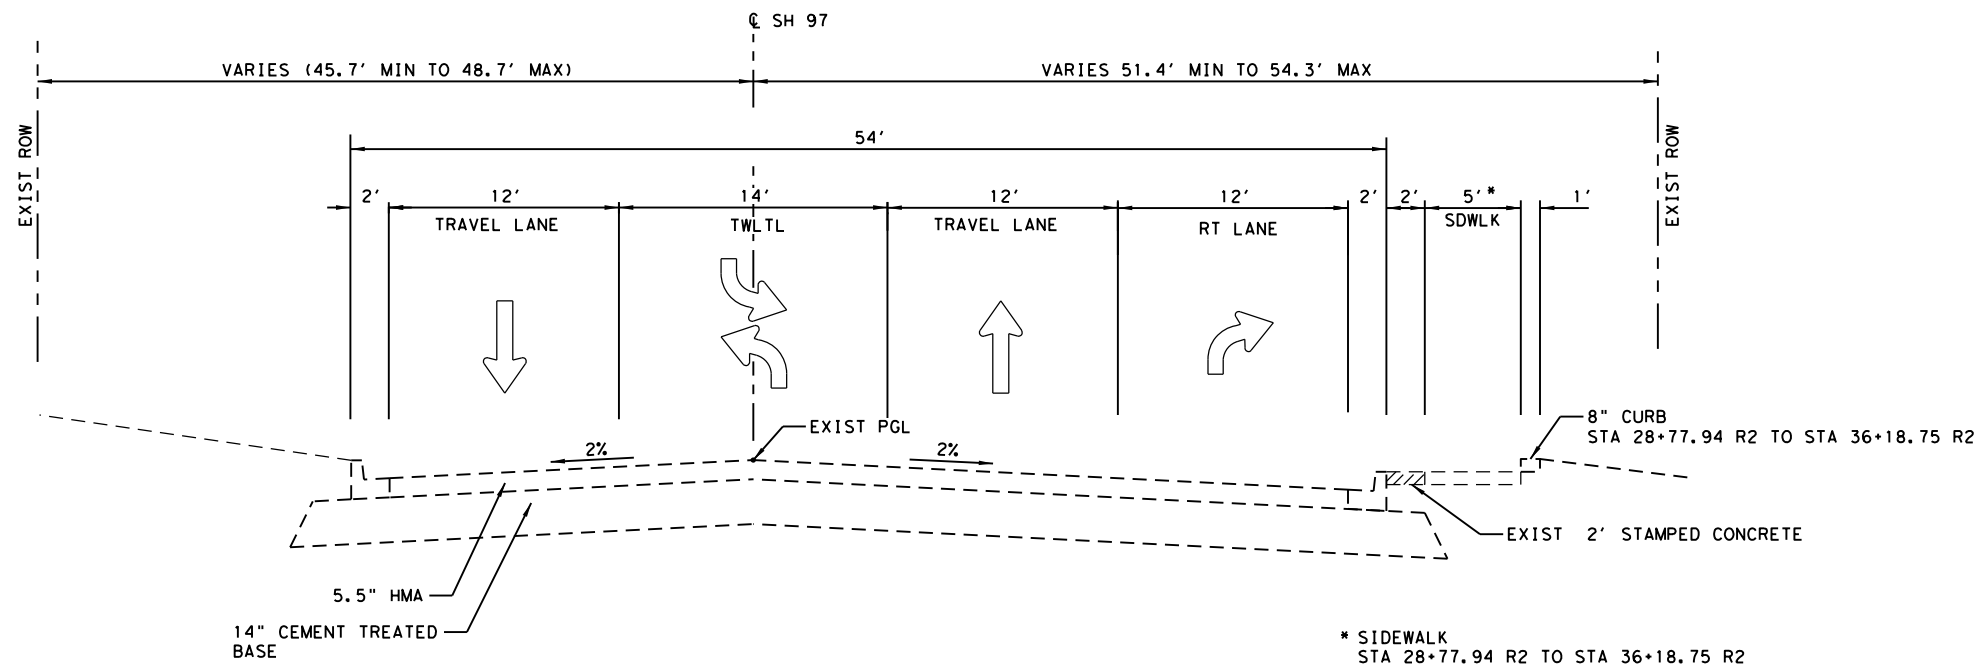 ℄ SH 97
VARIES (45.7' MIN TO 48.7' MAX)
VARIES 51.4' MIN TO 54.3' MAX
EXIST ROW
EXIST ROW
54'
2'
12'
14'
12'
12'
2'
2'
5'*
1'
TRAVEL LANE
TWLTL
TRAVEL LANE
RT LANE
SDWLK
8" CURB
STA 28+77.94 R2 TO STA 36+18.75 R2
EXIST PGL
2%
2%
EXIST 2' STAMPED CONCRETE
5.5" HMA
14" CEMENT TREATED
BASE
* SIDEWALK
STA 28+77.94 R2 TO STA 36+18.75 R2